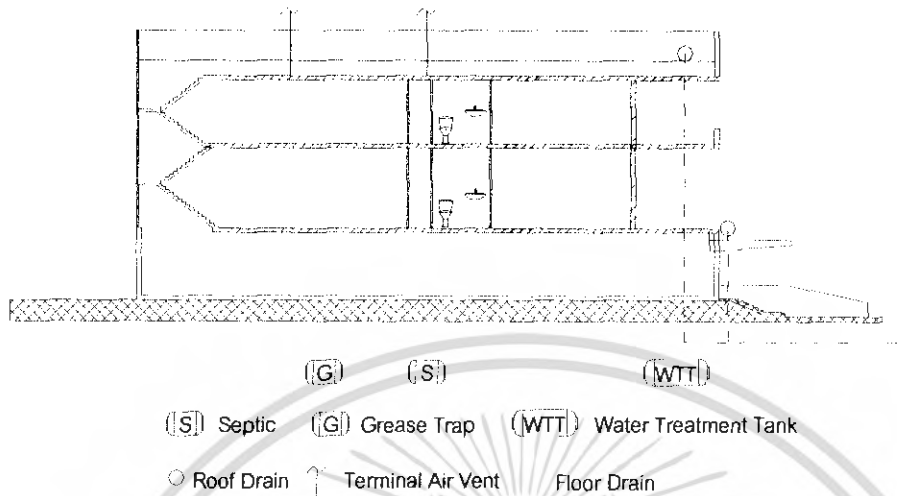 G S WTT
S Septic G Grease Trap WTT Water Treatment Tank
Roof Drain Terminal Air Vent Floor Drain